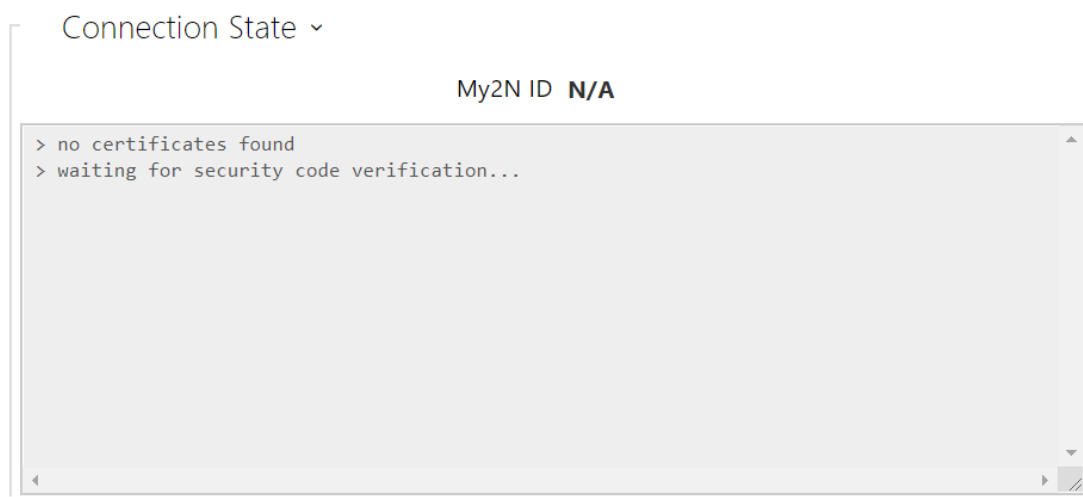 Connection State
My2N ID N/A
> no certificates found
> waiting for security code verification...